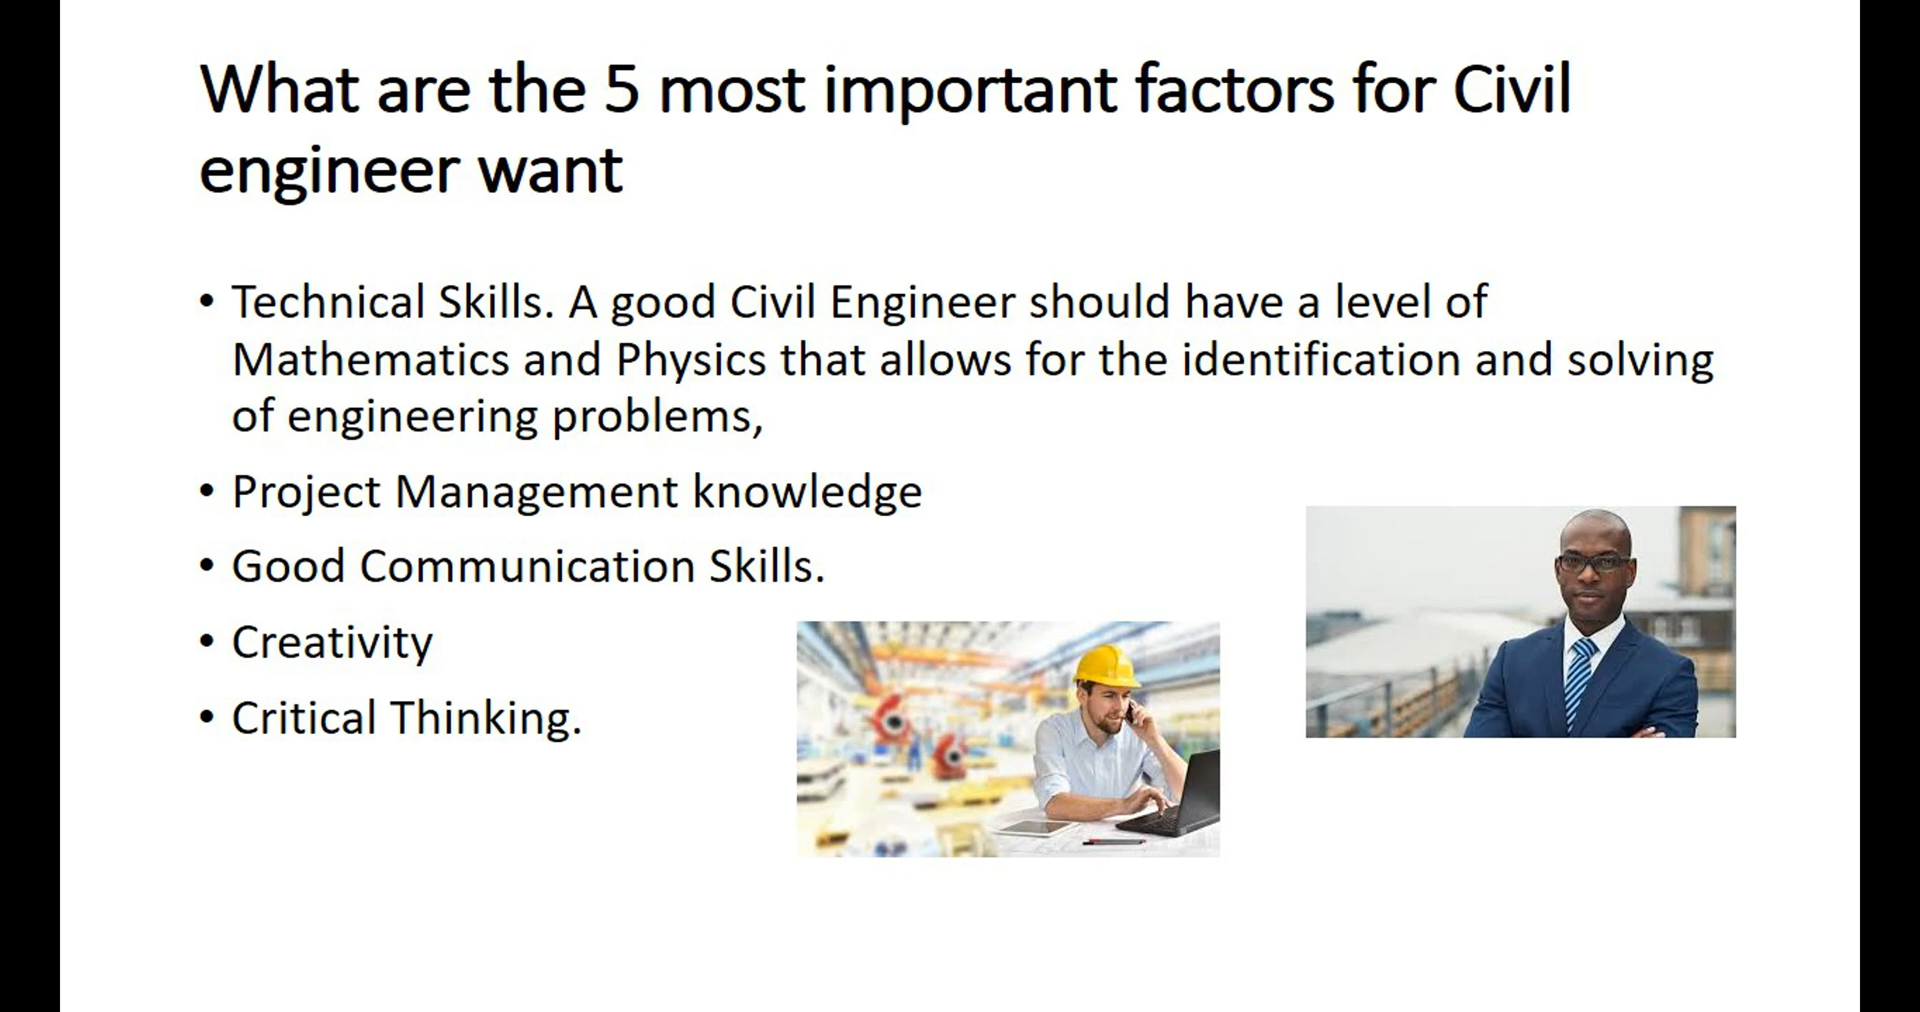 What are the 5 most important factors for Civil
engineer want
• Technical Skills. A good Civil Engineer should have a level of
Mathematics and Physics that allows for the identification and solving
of engineering problems,
• Project Management knowledge
• Good Communication Skills.
• Creativity
• Critical Thinking.